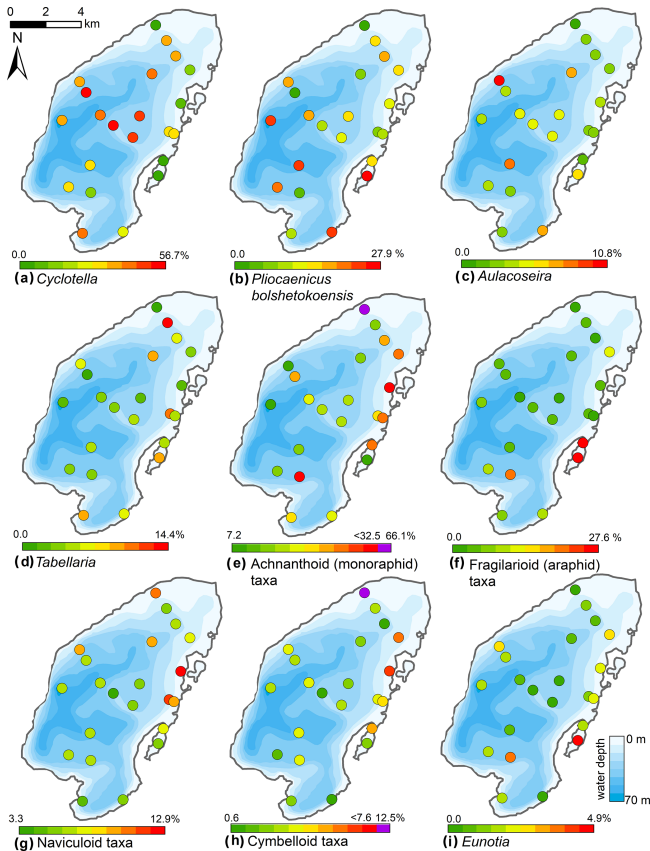 0 2 4
km
N
0.0 56.7%
(a) Cyclotella
0.0 27.9 %
(b) Pliocaenicus
bolshetokoensis
0.0 10.8%
(c) Aulacoseira
0.0 14.4%
(d) Tabellaria
7.2 <32.5 66.1%
(e) Achnanthoid (monoraphid)
taxa
0.0 27.6 %
(f) Fragilarioid (araphid)
taxa
3.3 12.9%
(g) Naviculoid taxa
0.6 <7.6 12.5%
(h) Cymbelloid taxa
0.0 4.9%
(i) Eunotia
water depth
0 m
70 m